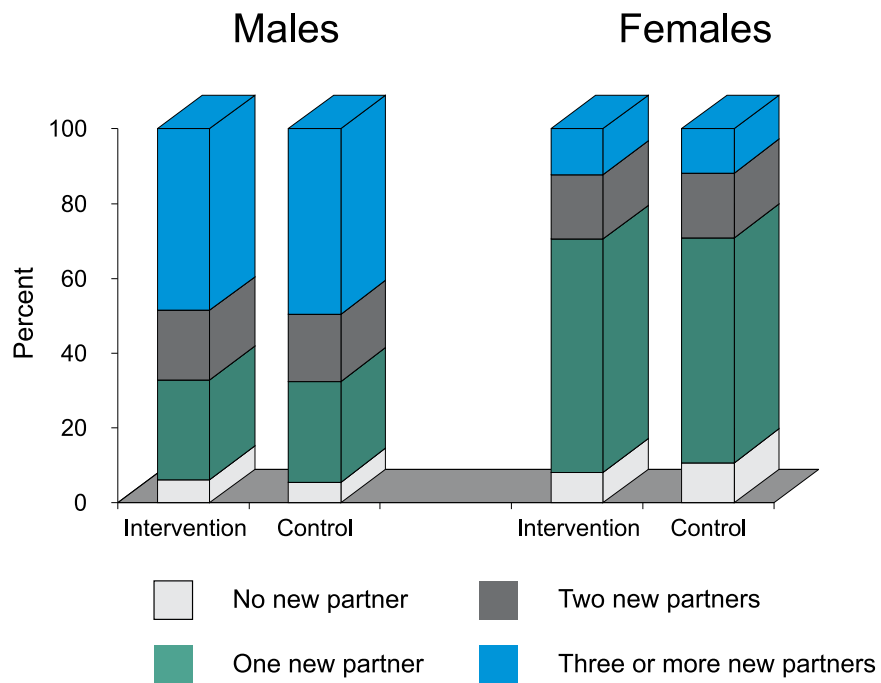 Males Females
100
80
60
40
20
0
Percent
Intervention Control Intervention Control
No new partner Two new partners
One new partner Three or more new partners